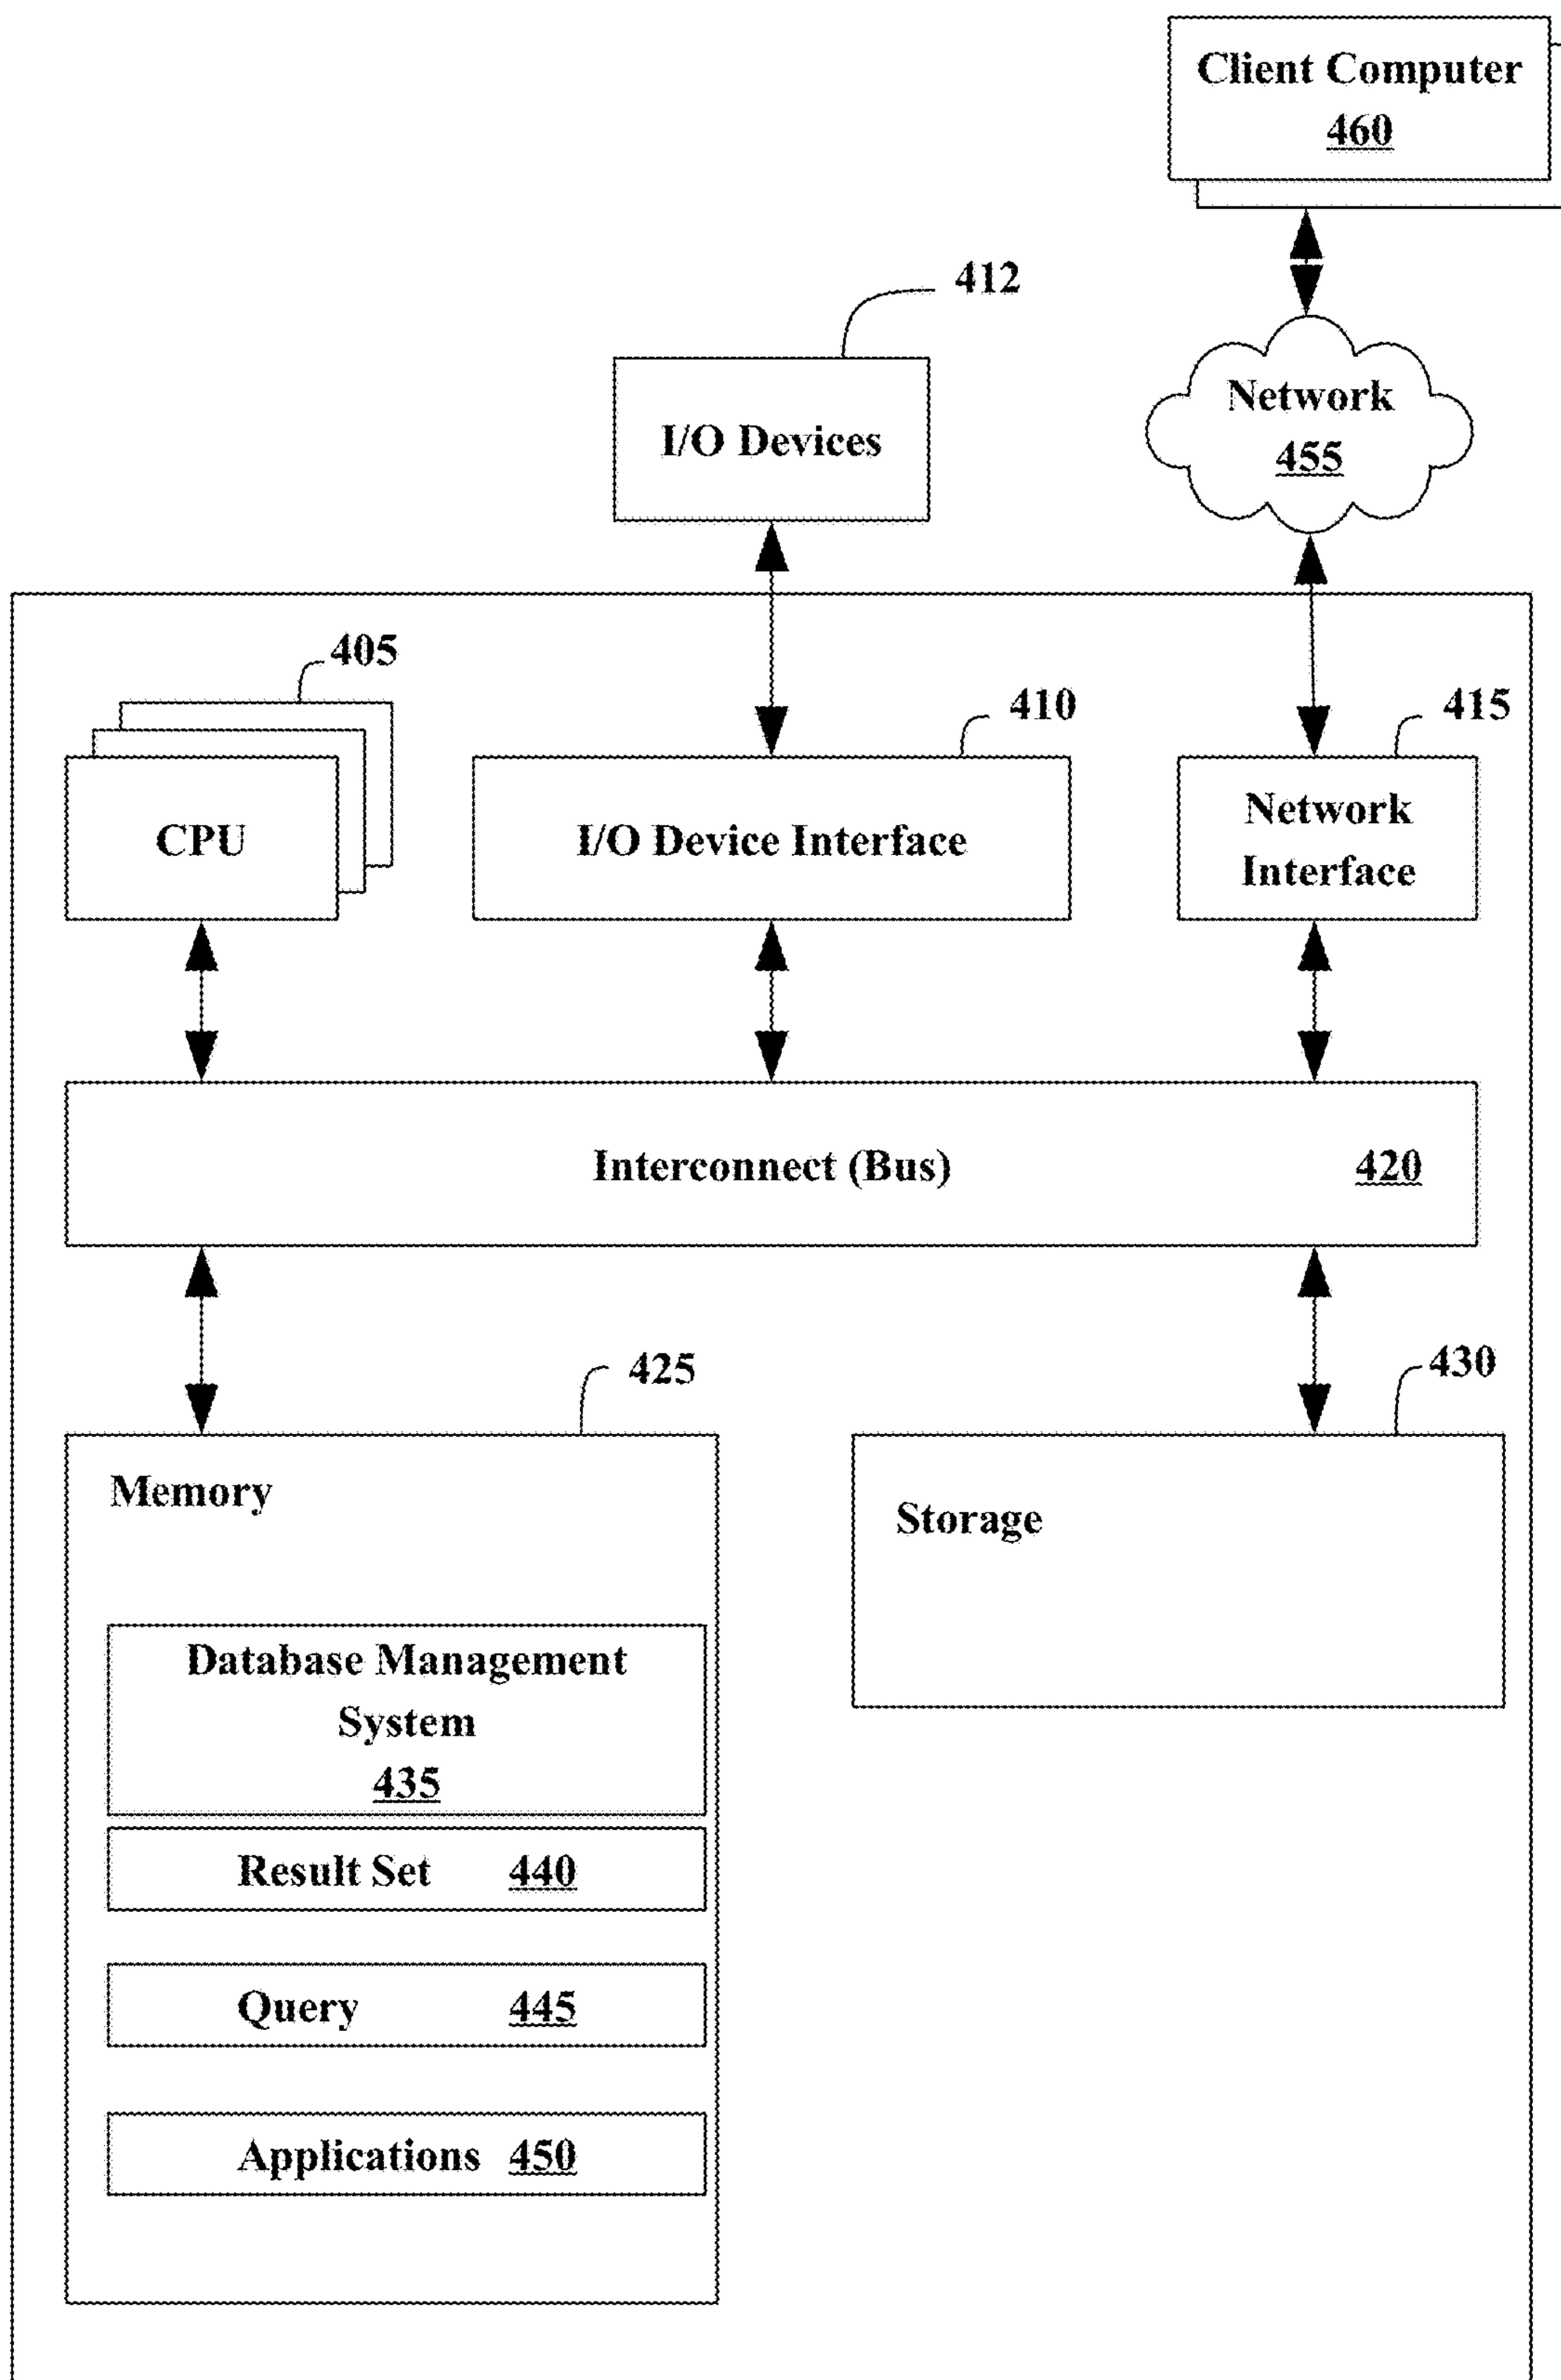 Client Computer
460
412
I/O Devices
Network
455
405
410
415
CPU
I/O Device Interface
Network
Interface
Interconnect (Bus)
420
425
430
Memory
Storage
Database Management
System
435
Result Set 440
Query 445
Applications 450